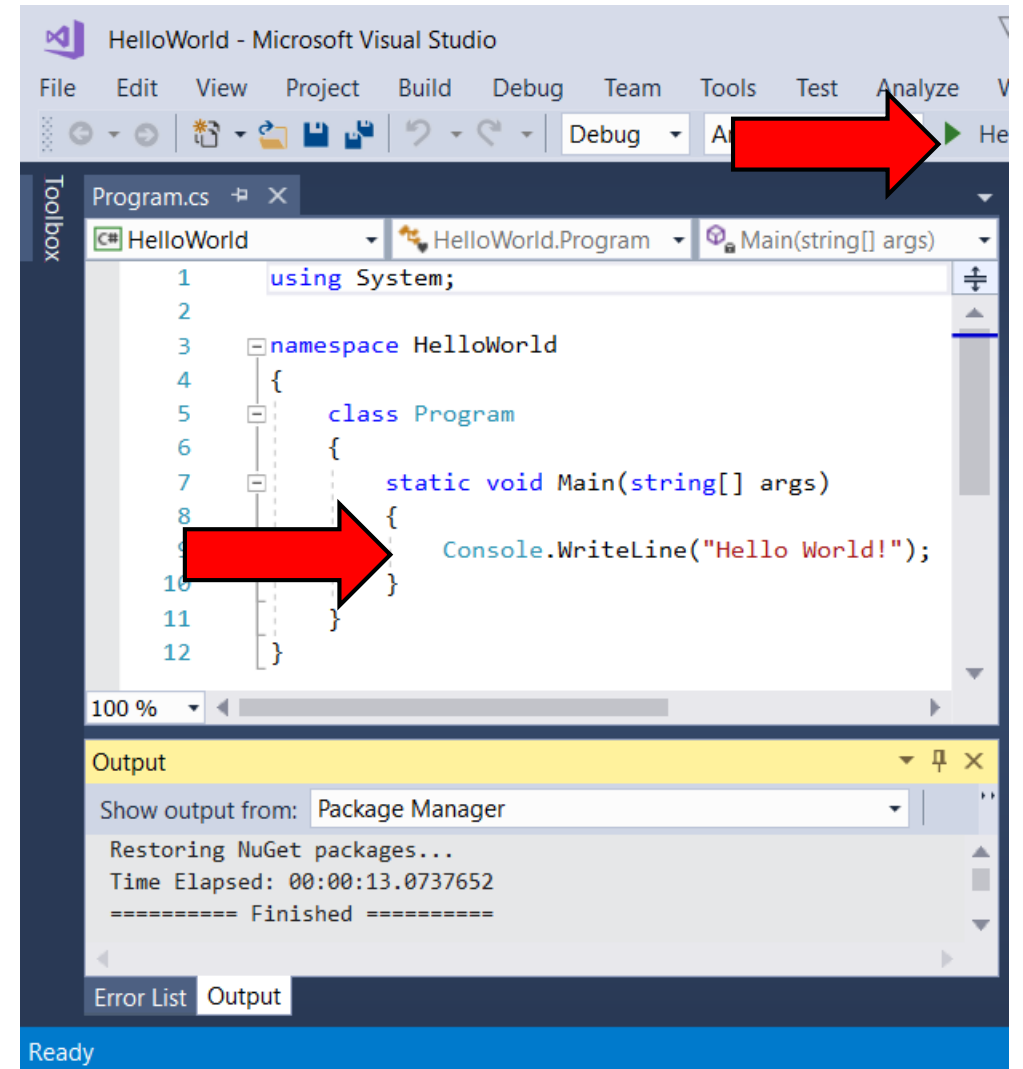 HelloWorld - Microsoft Visual Studio
File Edit View Project Build Debug Team Tools Test Analyze
Debug He
Toolbox
Program.cs
C# HelloWorld HelloWorld.Program Main(string[] args)
1 using System;
2
3 namespace HelloWorld
4 {
5 class Program
6 {
7 static void Main(string[] args)
8 {
Console.WriteLine("Hello World!");
10 }
11 }
12 }
100 %
Output
Show output from: Package Manager
Restoring NuGet packages...
Time Elapsed: 00:00:13.0737652
========== Finished ==========
Error List Output
Ready